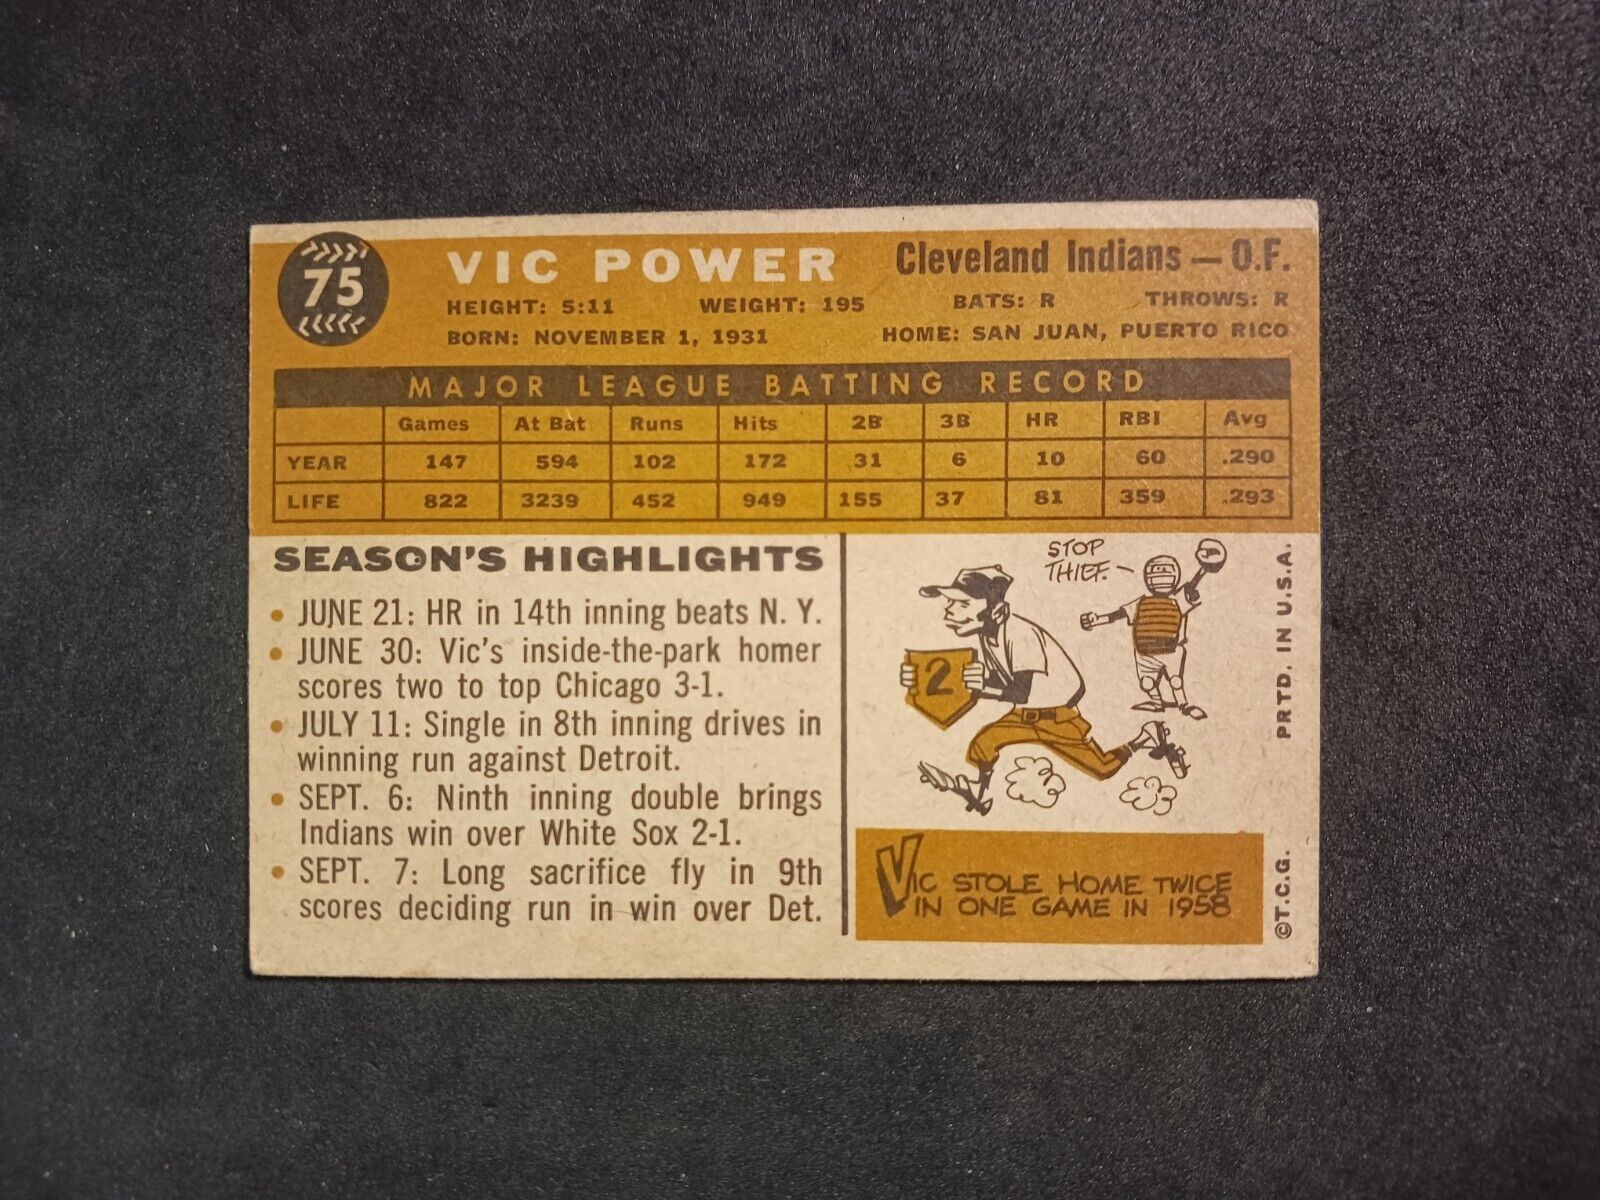 75
VIC POWER
Cleveland Indians — O.F.
HEIGHT: 5:11 WEIGHT: 195 BATS: R THROWS: R
BORN: NOVEMBER 1, 1931 HOME: SAN JUAN, PUERTO RICO
MAJOR LEAGUE BATTING RECORD
Games At Bat Runs Hits 2B 3B HR RBI Avg
YEAR 147 594 102 172 31 6 10 60 .290
LIFE 822 3239 452 949 155 37 81 359 .293
SEASON'S HIGHLIGHTS
• JUNE 21: HR in 14th inning beats N. Y.
• JUNE 30: Vic's inside-the-park homer
scores two to top Chicago 3-1.
• JULY 11: Single in 8th inning drives in
winning run against Detroit.
• SEPT. 6: Ninth inning double brings
Indians win over White Sox 2-1.
• SEPT. 7: Long sacrifice fly in 9th
scores deciding run in win over Det.
STOP
THIEF.
2
VIC STOLE HOME TWICE
IN ONE GAME IN 1958
©T.C.G. PRTD. IN U.S.A.